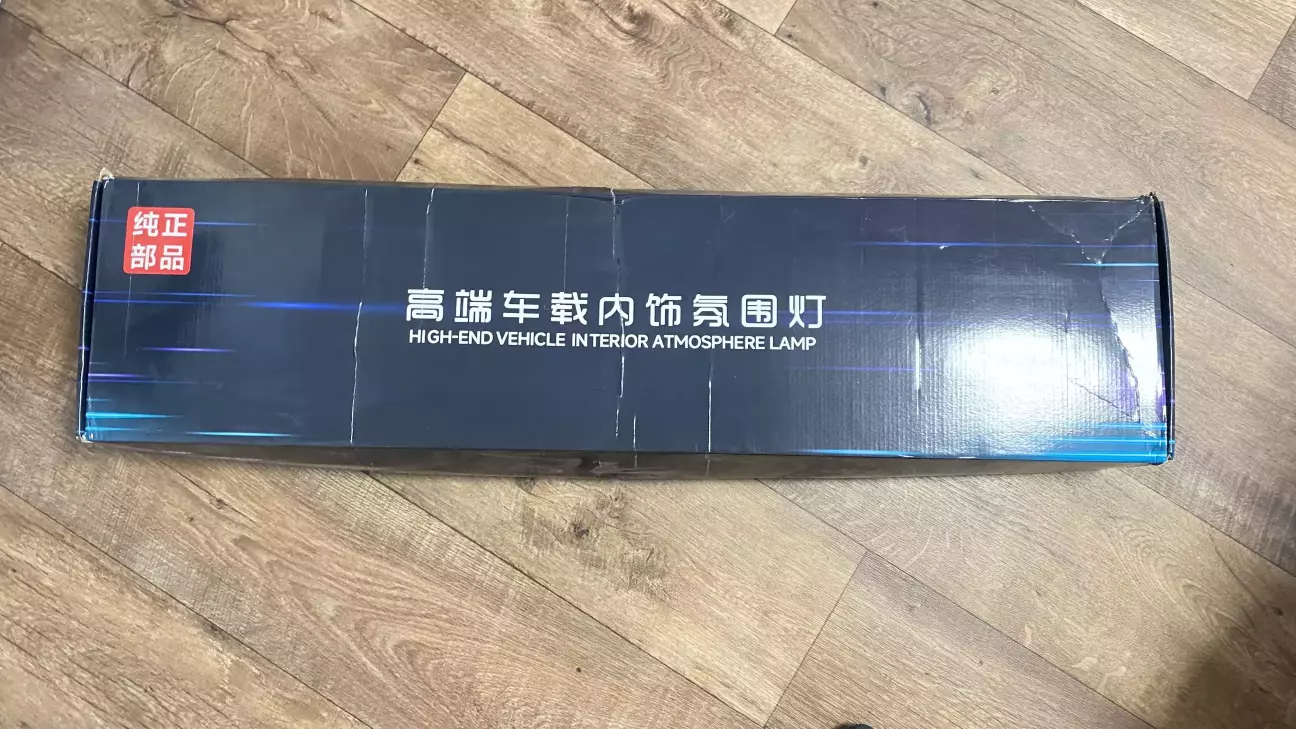 纯正
部品
高端车载内饰氛围灯
HIGH-END VEHICLE INTERIOR ATMOSPHERE LAMP